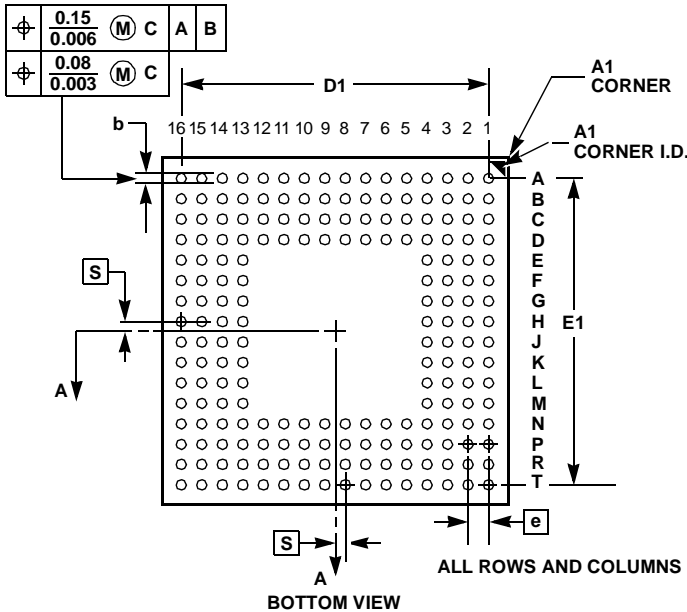 0.15
0.006 M C A B
0.08
0.003 M C
D1
A1
CORNER
b
16 15 14 13 12 11 10 9 8 7 6 5 4 3 2 1
A1
CORNER I.D.
A
B
C
D
E
F
G
H
J
K
L
M
N
P
R
T
S
E1
A
S
e
A
ALL ROWS AND COLUMNS
BOTTOM VIEW